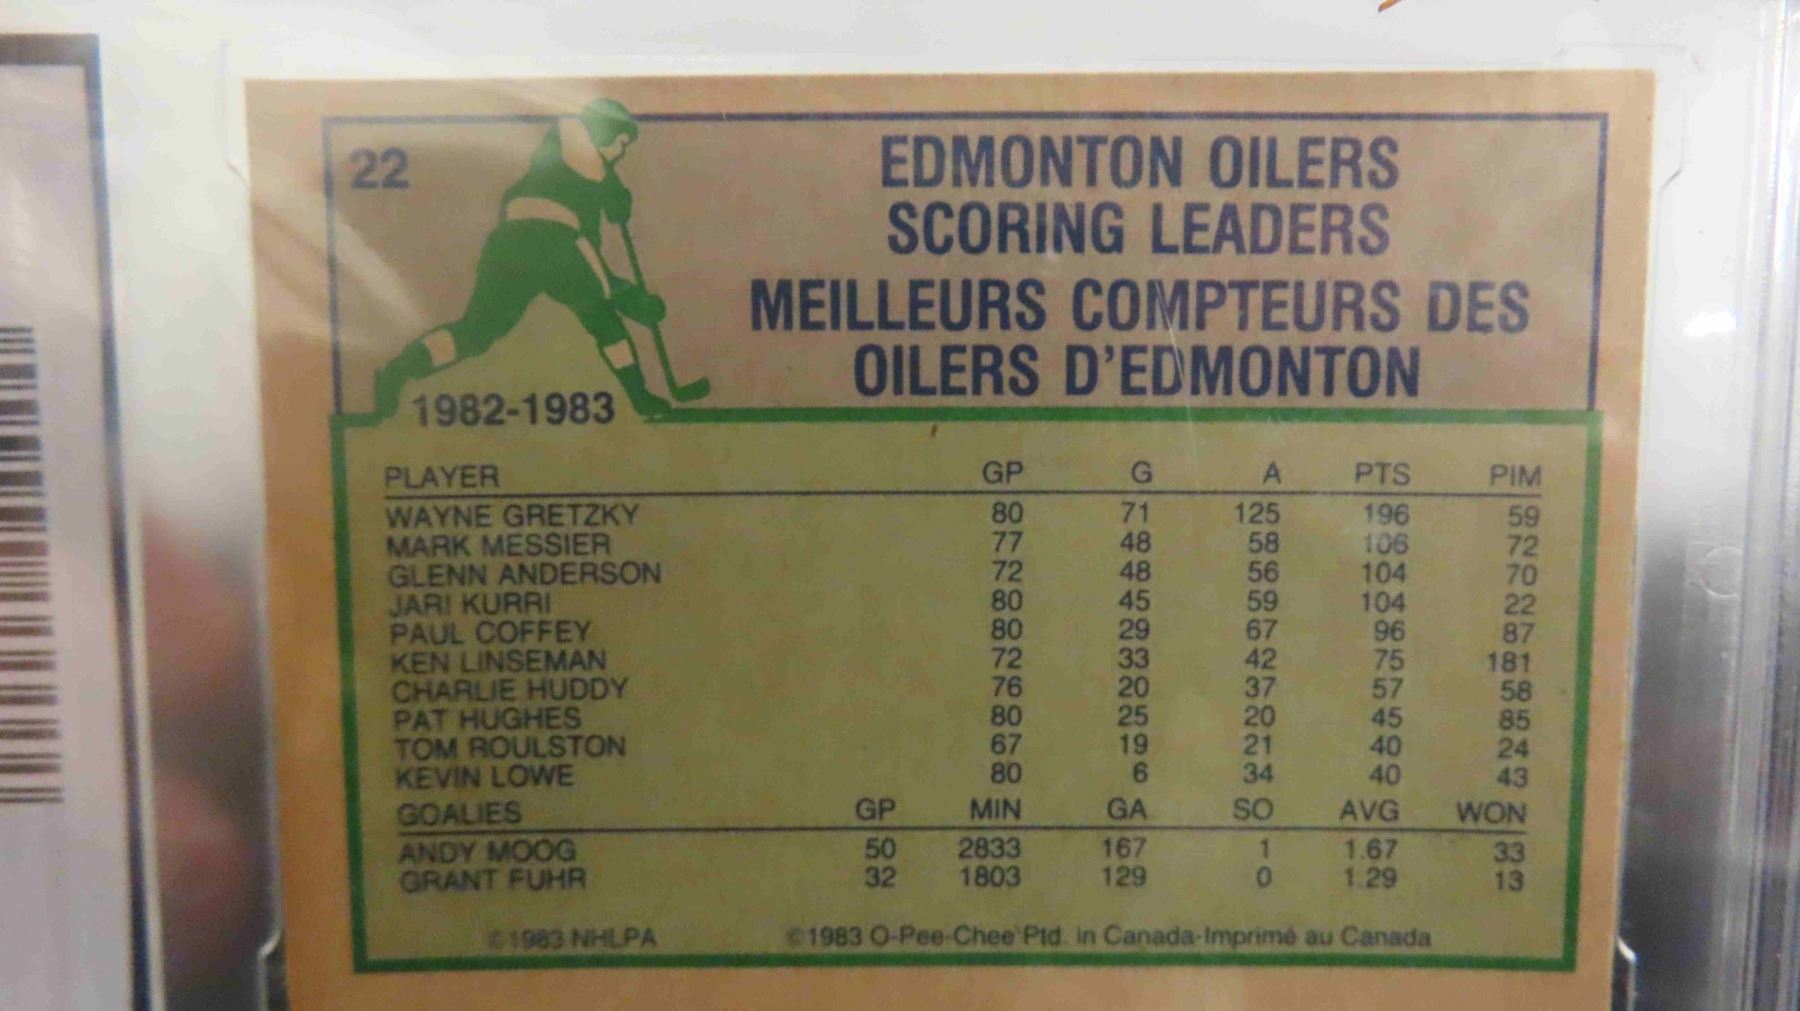 22
EDMONTON OILERS
SCORING LEADERS
MEILLEURS COMPTEURS DES
OILERS D'EDMONTON
1982-1983
PLAYER GP G A PTS PIM
WAYNE GRETZKY 80 71 125 196 59
MARK MESSIER 77 48 58 106 72
GLENN ANDERSON 72 48 56 104 70
JARI KURRI 80 45 59 104 22
PAUL COFFEY 80 29 67 96 87
KEN LINSEMAN 72 33 42 75 181
CHARLIE HUDDY 76 20 37 57 58
PAT HUGHES 80 25 20 45 85
TOM ROULSTON 67 19 21 40 24
KEVIN LOWE 80 6 34 40 43
GOALIES GP MIN GA SO AVG WON
ANDY MOOG 50 2833 167 1 1.67 33
GRANT FUHR 32 1803 129 0 1.29 13
©1983 NHLPA ©1983 O-Pee-Chee Ptd. in Canada-Imprimé au Canada